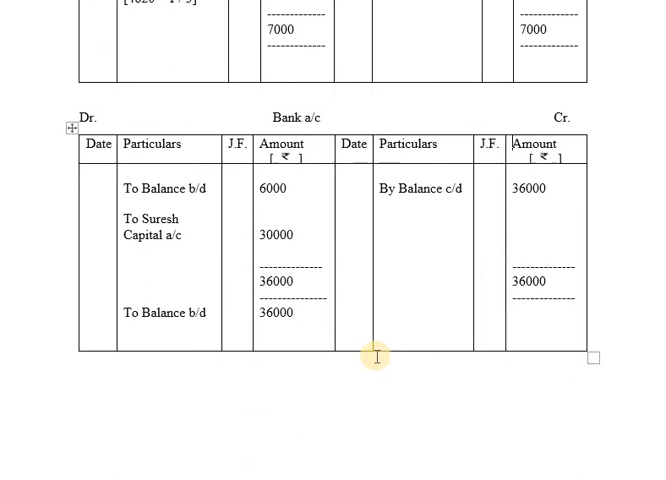 7000 7000
Dr. Bank a/c Cr.
Date Particulars J.F. Amount Date Particulars J.F. Amount
[ ₹ ] [ ₹ ]
To Balance b/d 6000 By Balance c/d 36000
To Suresh
Capital a/c 30000
36000 36000
To Balance b/d 36000